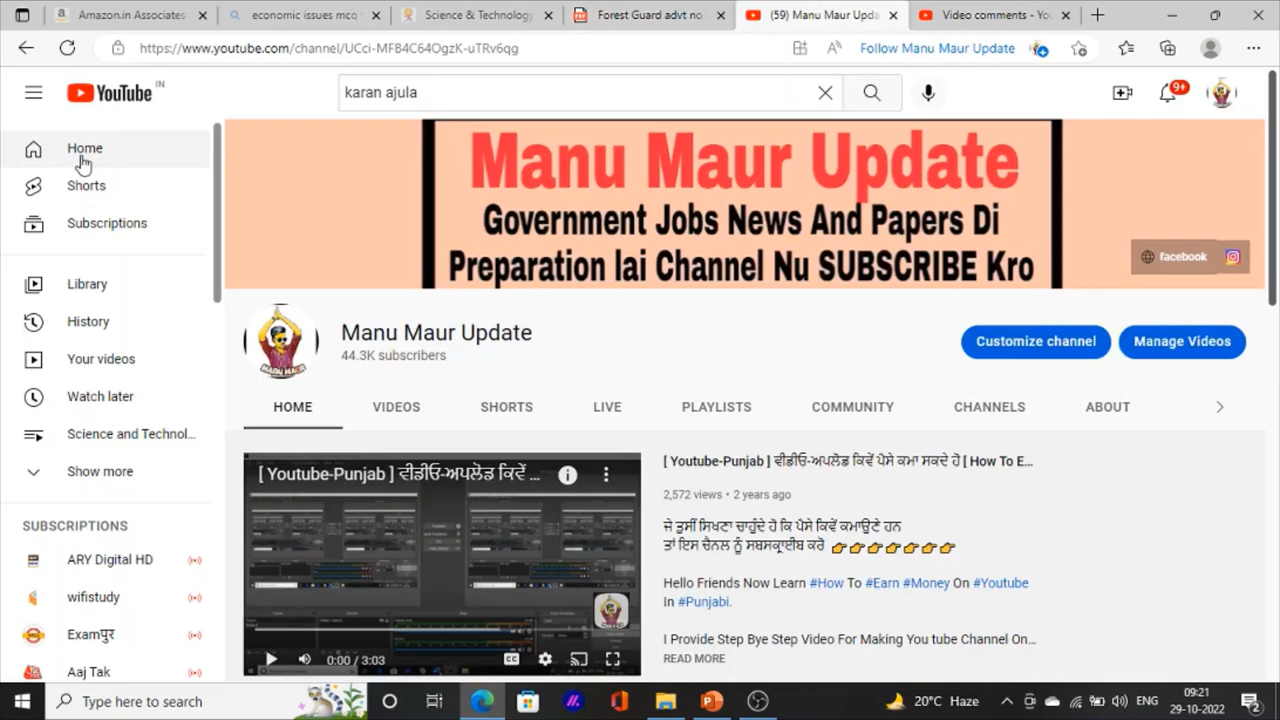 Amazon.in Associates
economic issues mcq
Science & Technology
Forest Guard advt no
(59) Manu Maur Upda
Video comments - Yo
https://www.youtube.com/channel/UCci-MFB4C64OgzK-uTRv6qg
Follow Manu Maur Update
YouTube IN
karan ajula
9+
Home
Shorts
Subscriptions
Library
History
Your videos
Watch later
Science and Technol...
Show more
SUBSCRIPTIONS
ARY Digital HD
wifistudy
Examपुर
Aaj Tak
Manu Maur Update
Government Jobs News And Papers Di
Preparation lai Channel Nu SUBSCRIBE Kro
facebook
MANU MAUR
Manu Maur Update
44.3K subscribers
Customize channel
Manage Videos
HOME VIDEOS SHORTS LIVE PLAYLISTS COMMUNITY CHANNELS ABOUT
[ Youtube-Punjab ] ਵੀਡੀਓ-ਅਪਲੋਡ ਕਿਵੇਂ ...
0:00 / 3:03
CC
[ Youtube-Punjab ] ਵੀਡੀਓ-ਅਪਲੋਡ ਕਿਵੇਂ ਪੈਸੇ ਕਮਾ ਸਕਦੇ ਹੋ [ How To E...
2,572 views • 2 years ago
ਜੇ ਤੁਸੀਂ ਸਿਖਣਾ ਚਾਹੁੰਦੇ ਹੋ ਕਿ ਪੈਸੇ ਕਿਵੇਂ ਕਮਾਉਣੇ ਹਨ
ਤਾਂ ਇਸ ਚੈਨਲ ਨੂੰ ਸਬਸਕ੍ਰਾਈਬ ਕਰੋ 👉👉👉👉👉👉👉
Hello Friends Now Learn #How To #Earn #Money On #Youtube
In #Punjabi.
I Provide Step Bye Step Video For Making You tube Channel On...
READ MORE
Type here to search
20°C Haze
ENG
09:21
29-10-2022
2